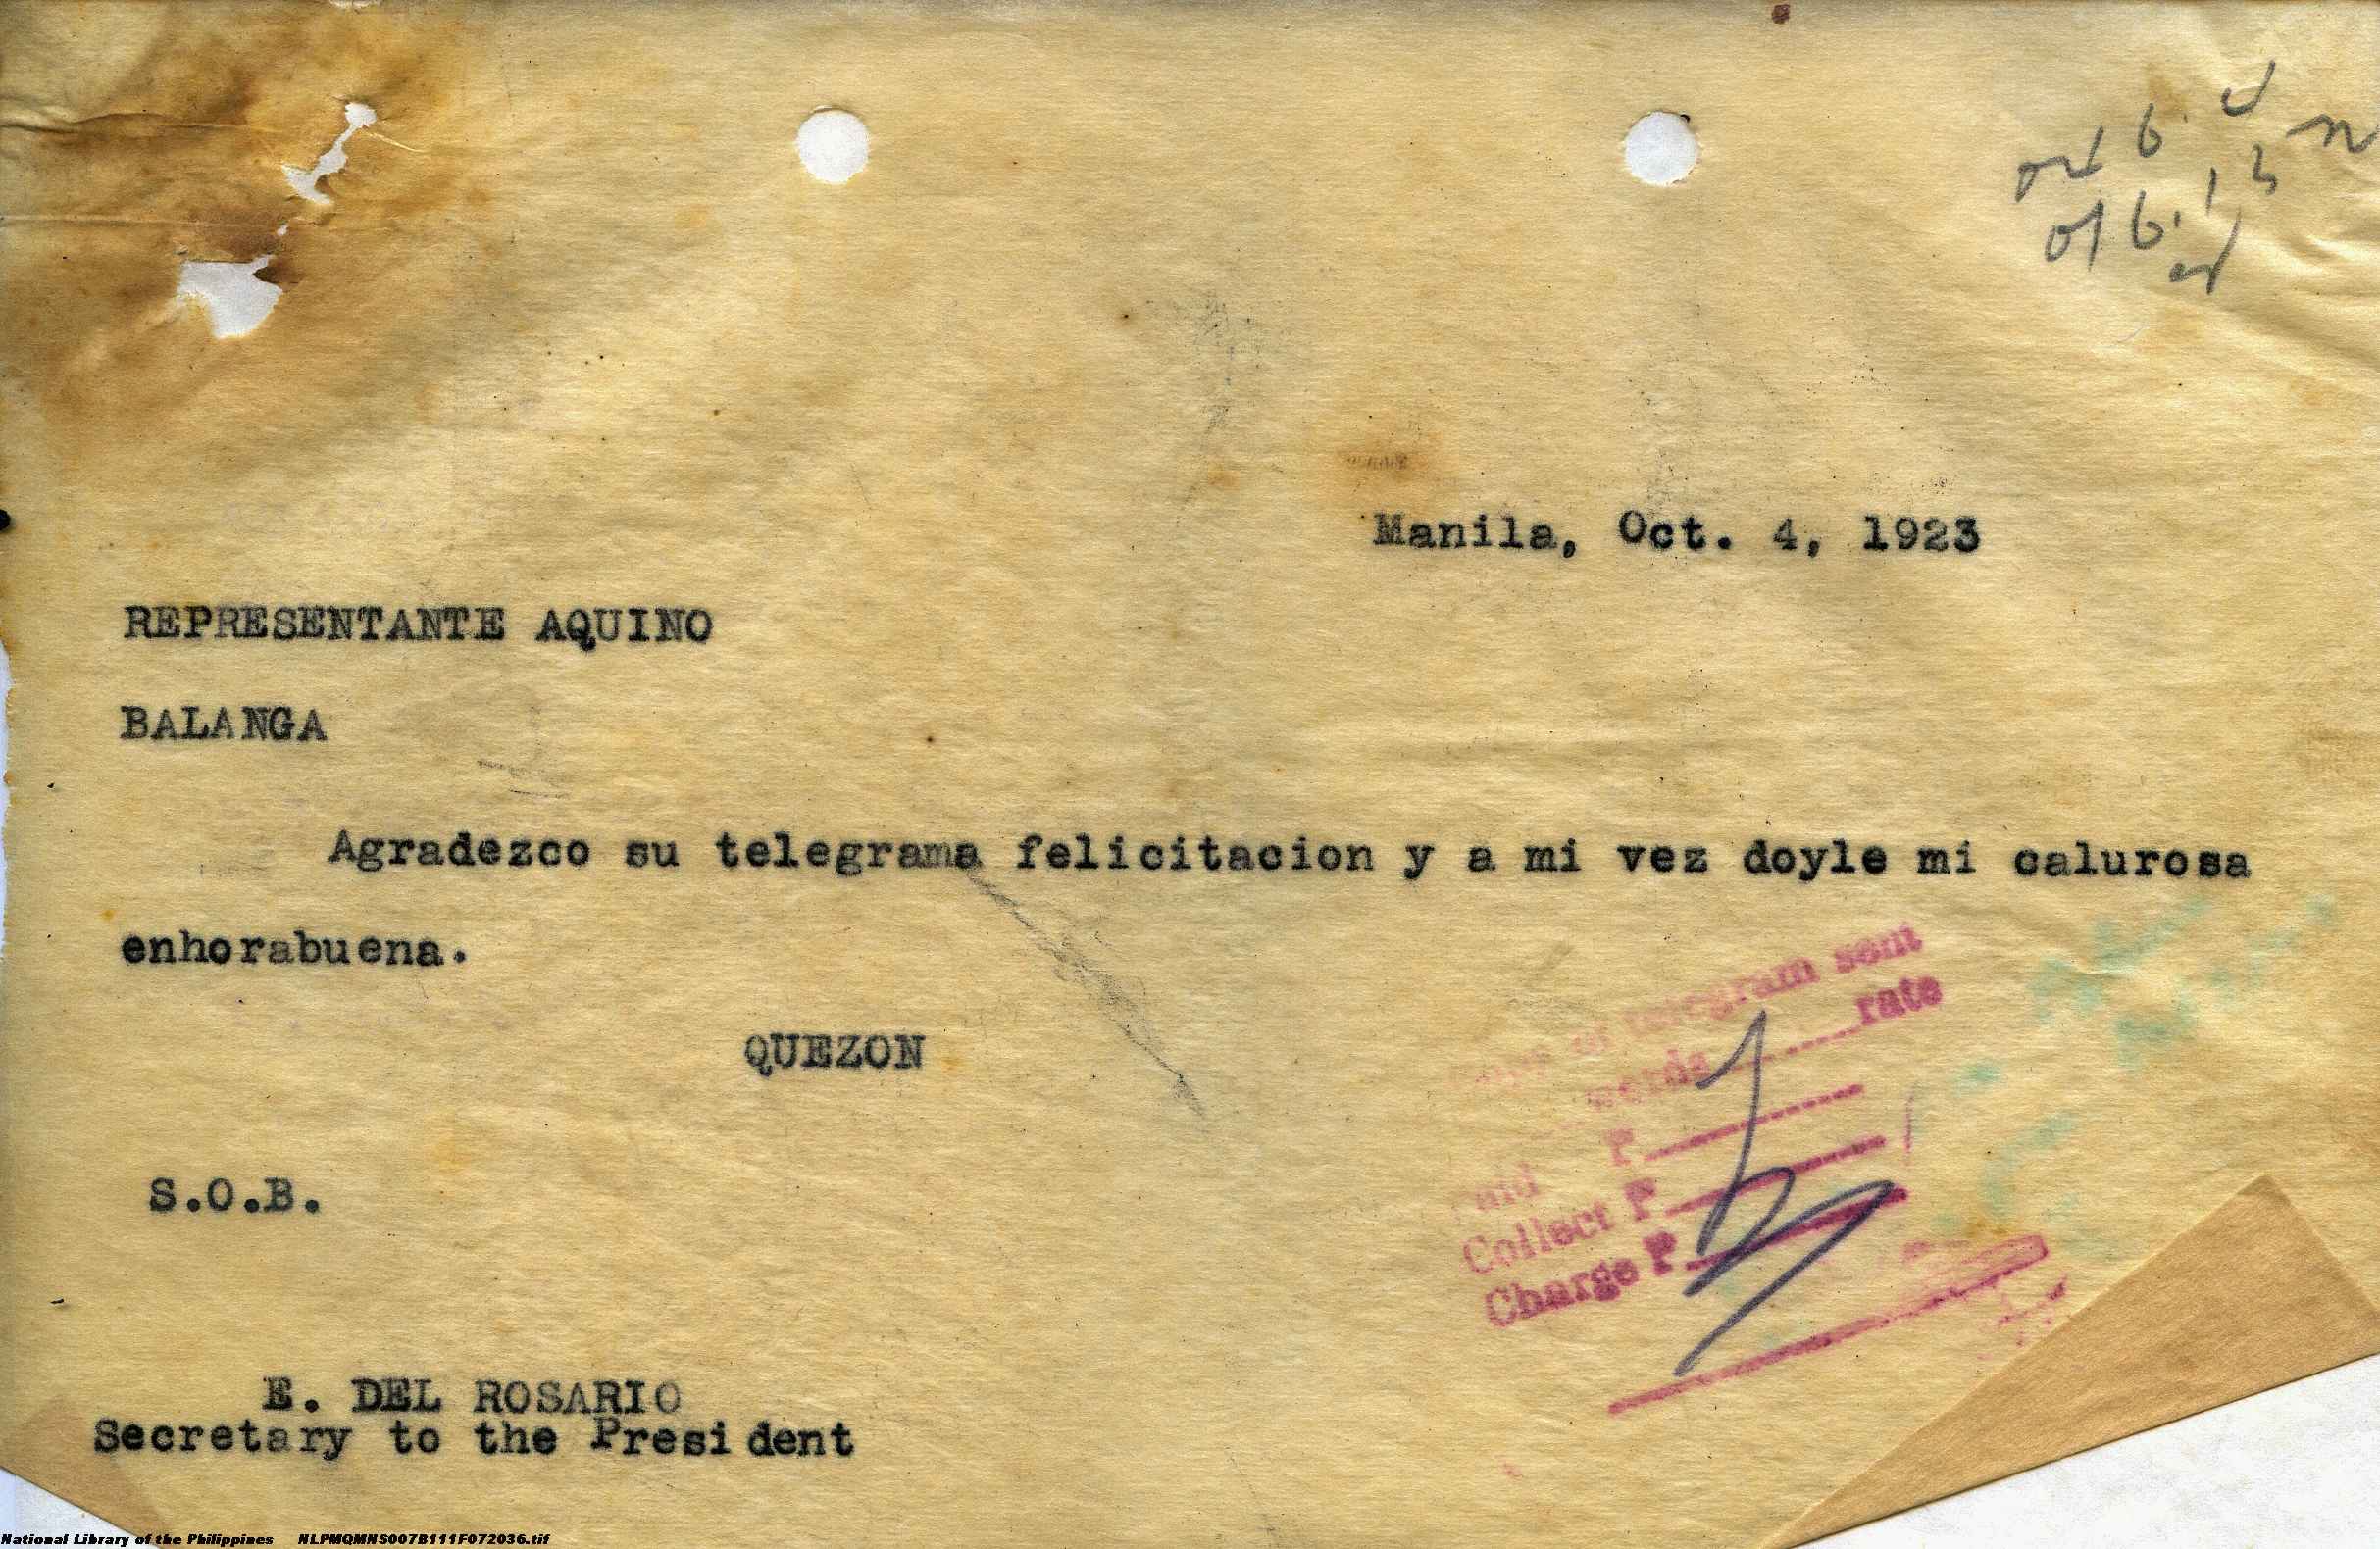 Manila, Oct. 4, 1923
REPRESENTANTE AQUINO
BALANGA
Agradezco su telegrama felicitacion y a mi vez doyle mi calurosa
enhorabuena.
QUEZON
telegram sent
words rate
P
Paid
Collect P
Charge P
S.O.B.
E. DEL ROSARIO
Secretary to the President
National Library of the Philippines NLPMQMNS007B111F072036.tif